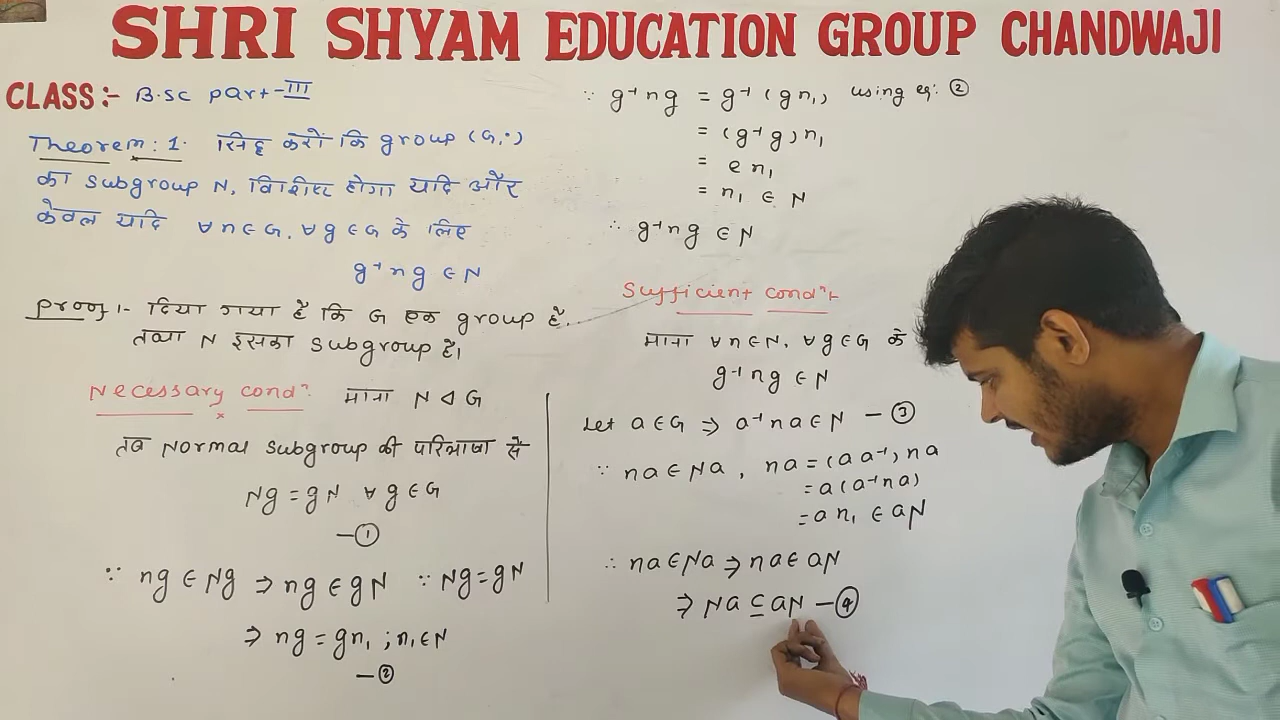 SHRI SHYAM EDUCATION GROUP CHANDWAJI
CLASS:- B.SC part-III
Theorem: 1. सिद्ध करो कि group (G,·)
का subgroup N, विशिष्ट होगा यदि और
केवल यदि ∀ n∈G, ∀ g∈G के लिए
g⁻¹ng ∈ N
Proof:- दिया गया है कि G एक group है,
तथा N इसका subgroup है।
Necessary condⁿ. माना N ⊲ G
तब Normal subgroup की परिभाषा से
Ng = gN ∀ g∈G
—①
∵ ng ∈ Ng ⇒ ng ∈ gN ∵ Ng = gN
⇒ ng = gn₁ ; n₁∈N
—②
∵ g⁻¹ng = g⁻¹(gn₁) using eqⁿ: ②
= (g⁻¹g)n₁
= en₁
= n₁ ∈ N
∴ g⁻¹ng ∈ N
Sufficient condⁿ:-
माना ∀ n∈N, ∀ g∈G के
g⁻¹ng ∈ N
Let a∈G ⇒ a⁻¹na∈N — ③
∵ na∈Na, na = (aa⁻¹)na
= a(a⁻¹na)
= an₁ ∈ aN
∴ na∈Na ⇒ na∈aN
⇒ Na ⊆ aN — ④